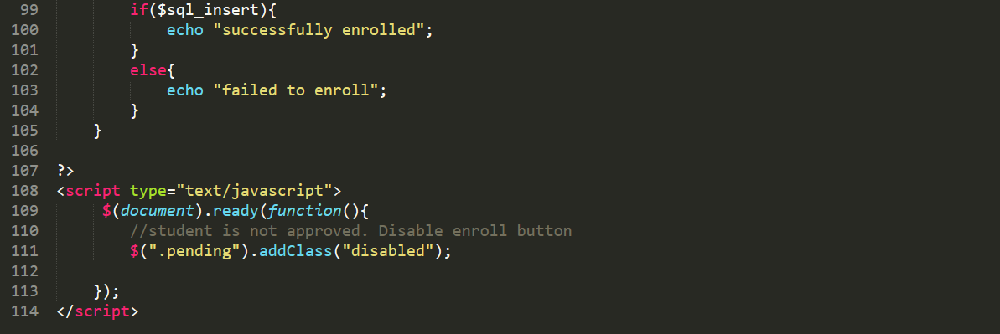 99 if($sql_insert){
100 echo "successfully enrolled";
101 }
102 else{
103 echo "failed to enroll";
104 }
105 }
106
107 ?>
108 <script type="text/javascript">
109 $(document).ready(function(){
110 //student is not approved. Disable enroll button
111 $(".pending").addClass("disabled");
112
113 });
114 </script>